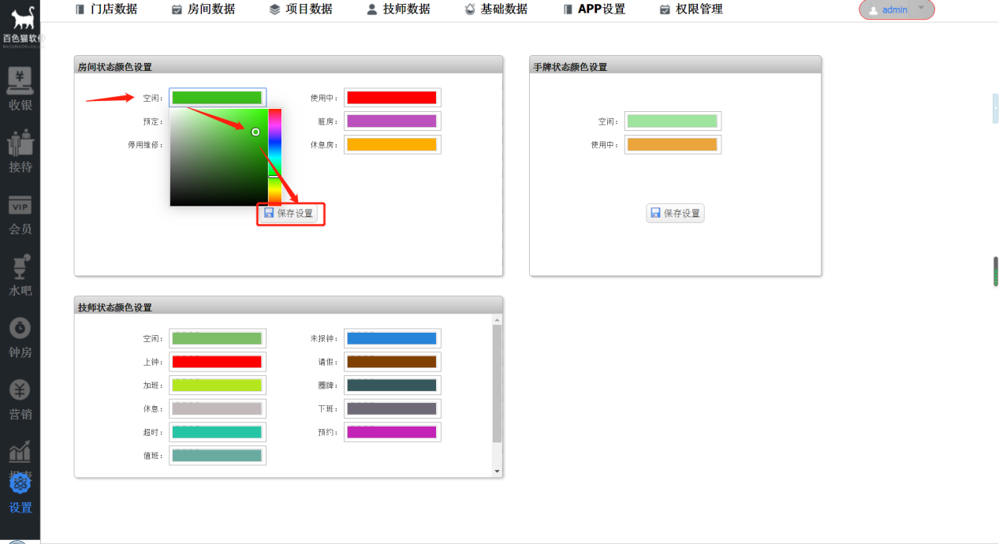 门店数据 房间数据 项目数据 技师数据 基础数据 APP设置 权限管理 admin
百色猫软件
收银
接待
VIP
会员
水吧
钟房
营销
设置
房间状态颜色设置
空闲: 使用中:
预定: 脏房:
停用维修: 休息房:
保存设置
手牌状态颜色设置
空闲:
使用中:
保存设置
技师状态颜色设置
空闲: 未报钟:
上钟: 请假:
加班: 圈牌:
休息: 下班:
超时: 预约:
值班: